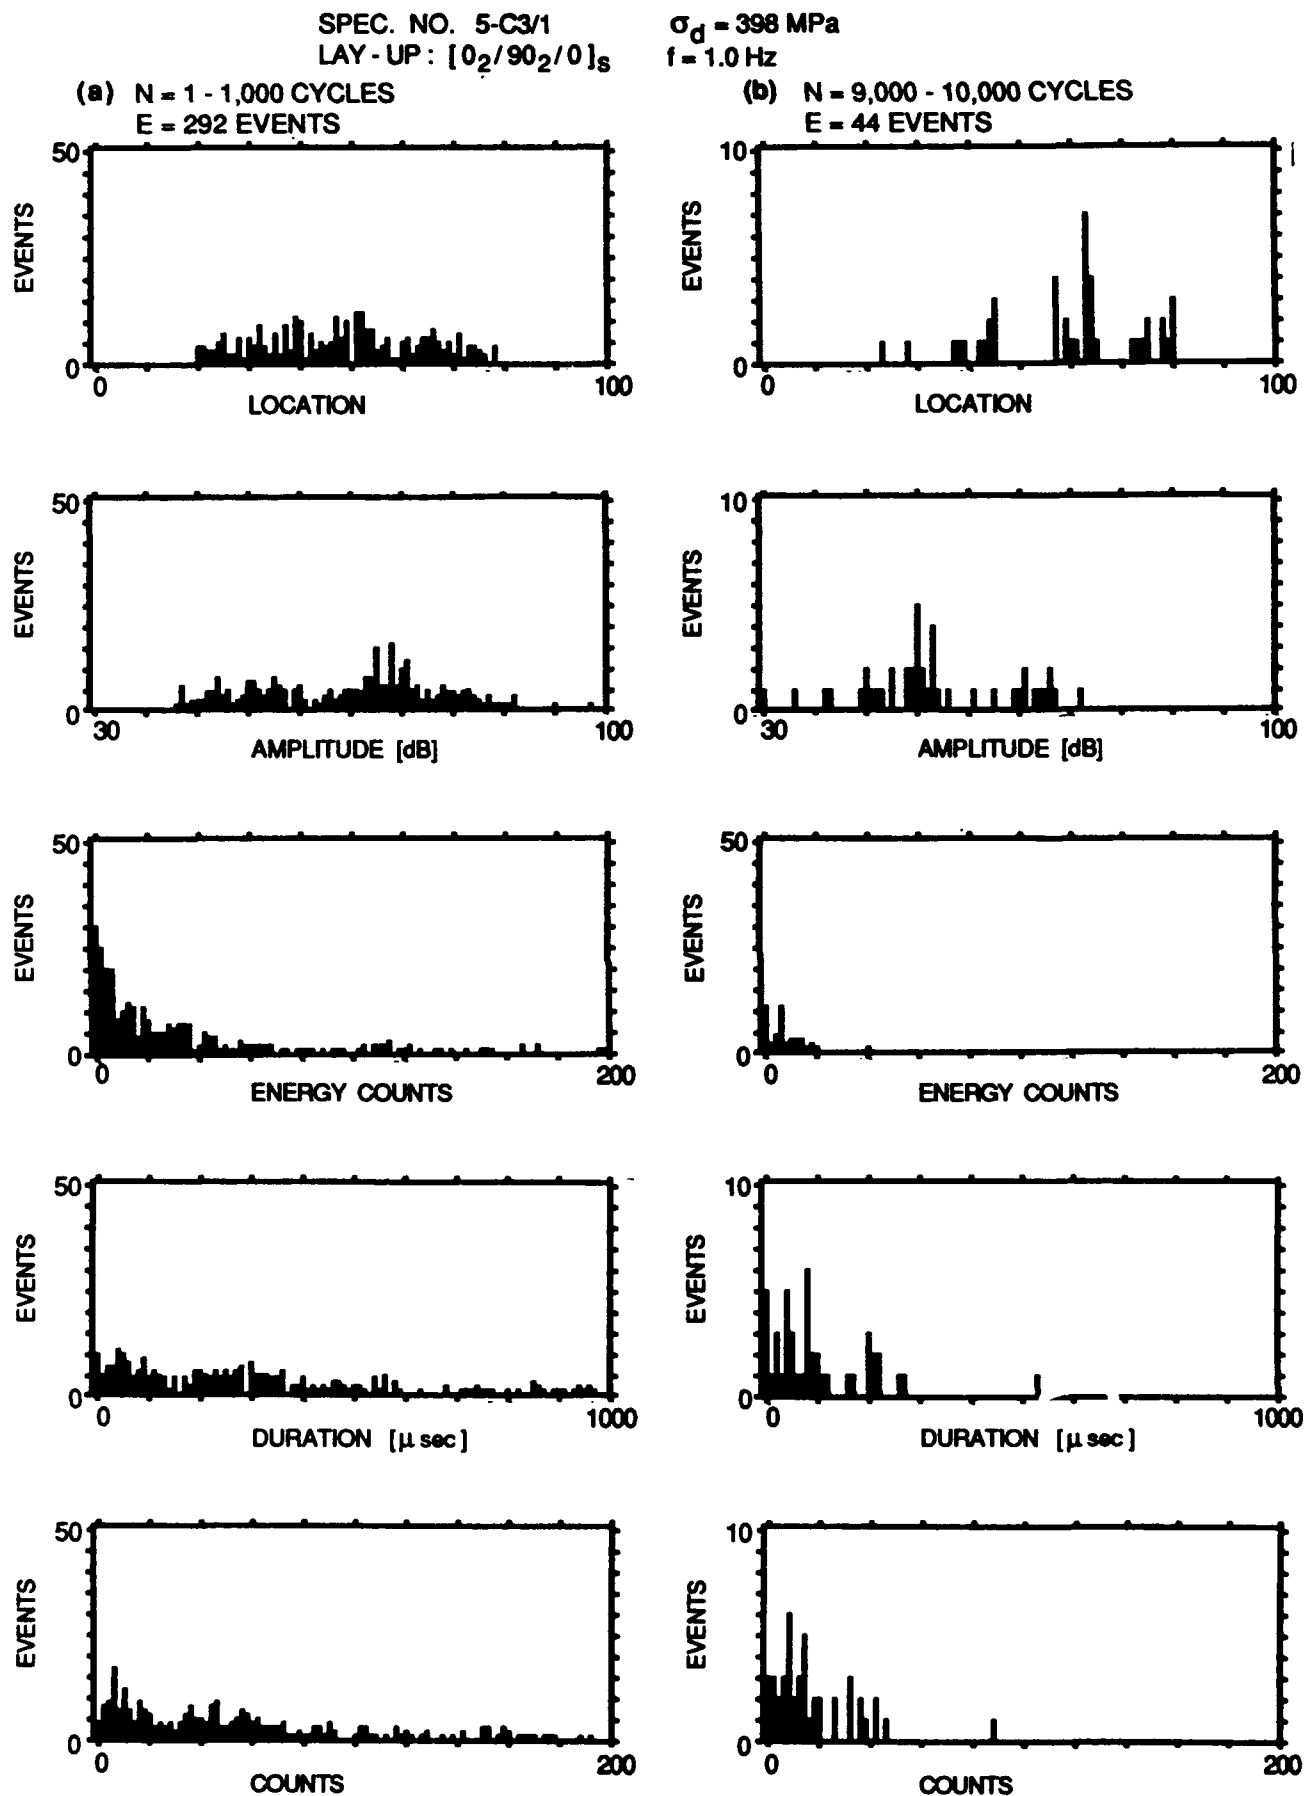 SPEC. NO. 5-C3/1 σd = 398 MPa
LAY-UP: [0₂/90₂/0]s f = 1.0 Hz
(a) N = 1 - 1,000 CYCLES (b) N = 9,000 - 10,000 CYCLES
E = 292 EVENTS E = 44 EVENTS
50 10
EVENTS EVENTS
0 0
0 100 0 100
LOCATION LOCATION
50 10
EVENTS EVENTS
0 0
30 100 30 100
AMPLITUDE [dB] AMPLITUDE [dB]
50 50
EVENTS EVENTS
0 0
0 200 0 200
ENERGY COUNTS ENERGY COUNTS
50 10
EVENTS EVENTS
0 0
0 1000 0 1000
DURATION [μ sec] DURATION [μ sec]
50 10
EVENTS EVENTS
0 0
0 200 0 200
COUNTS COUNTS